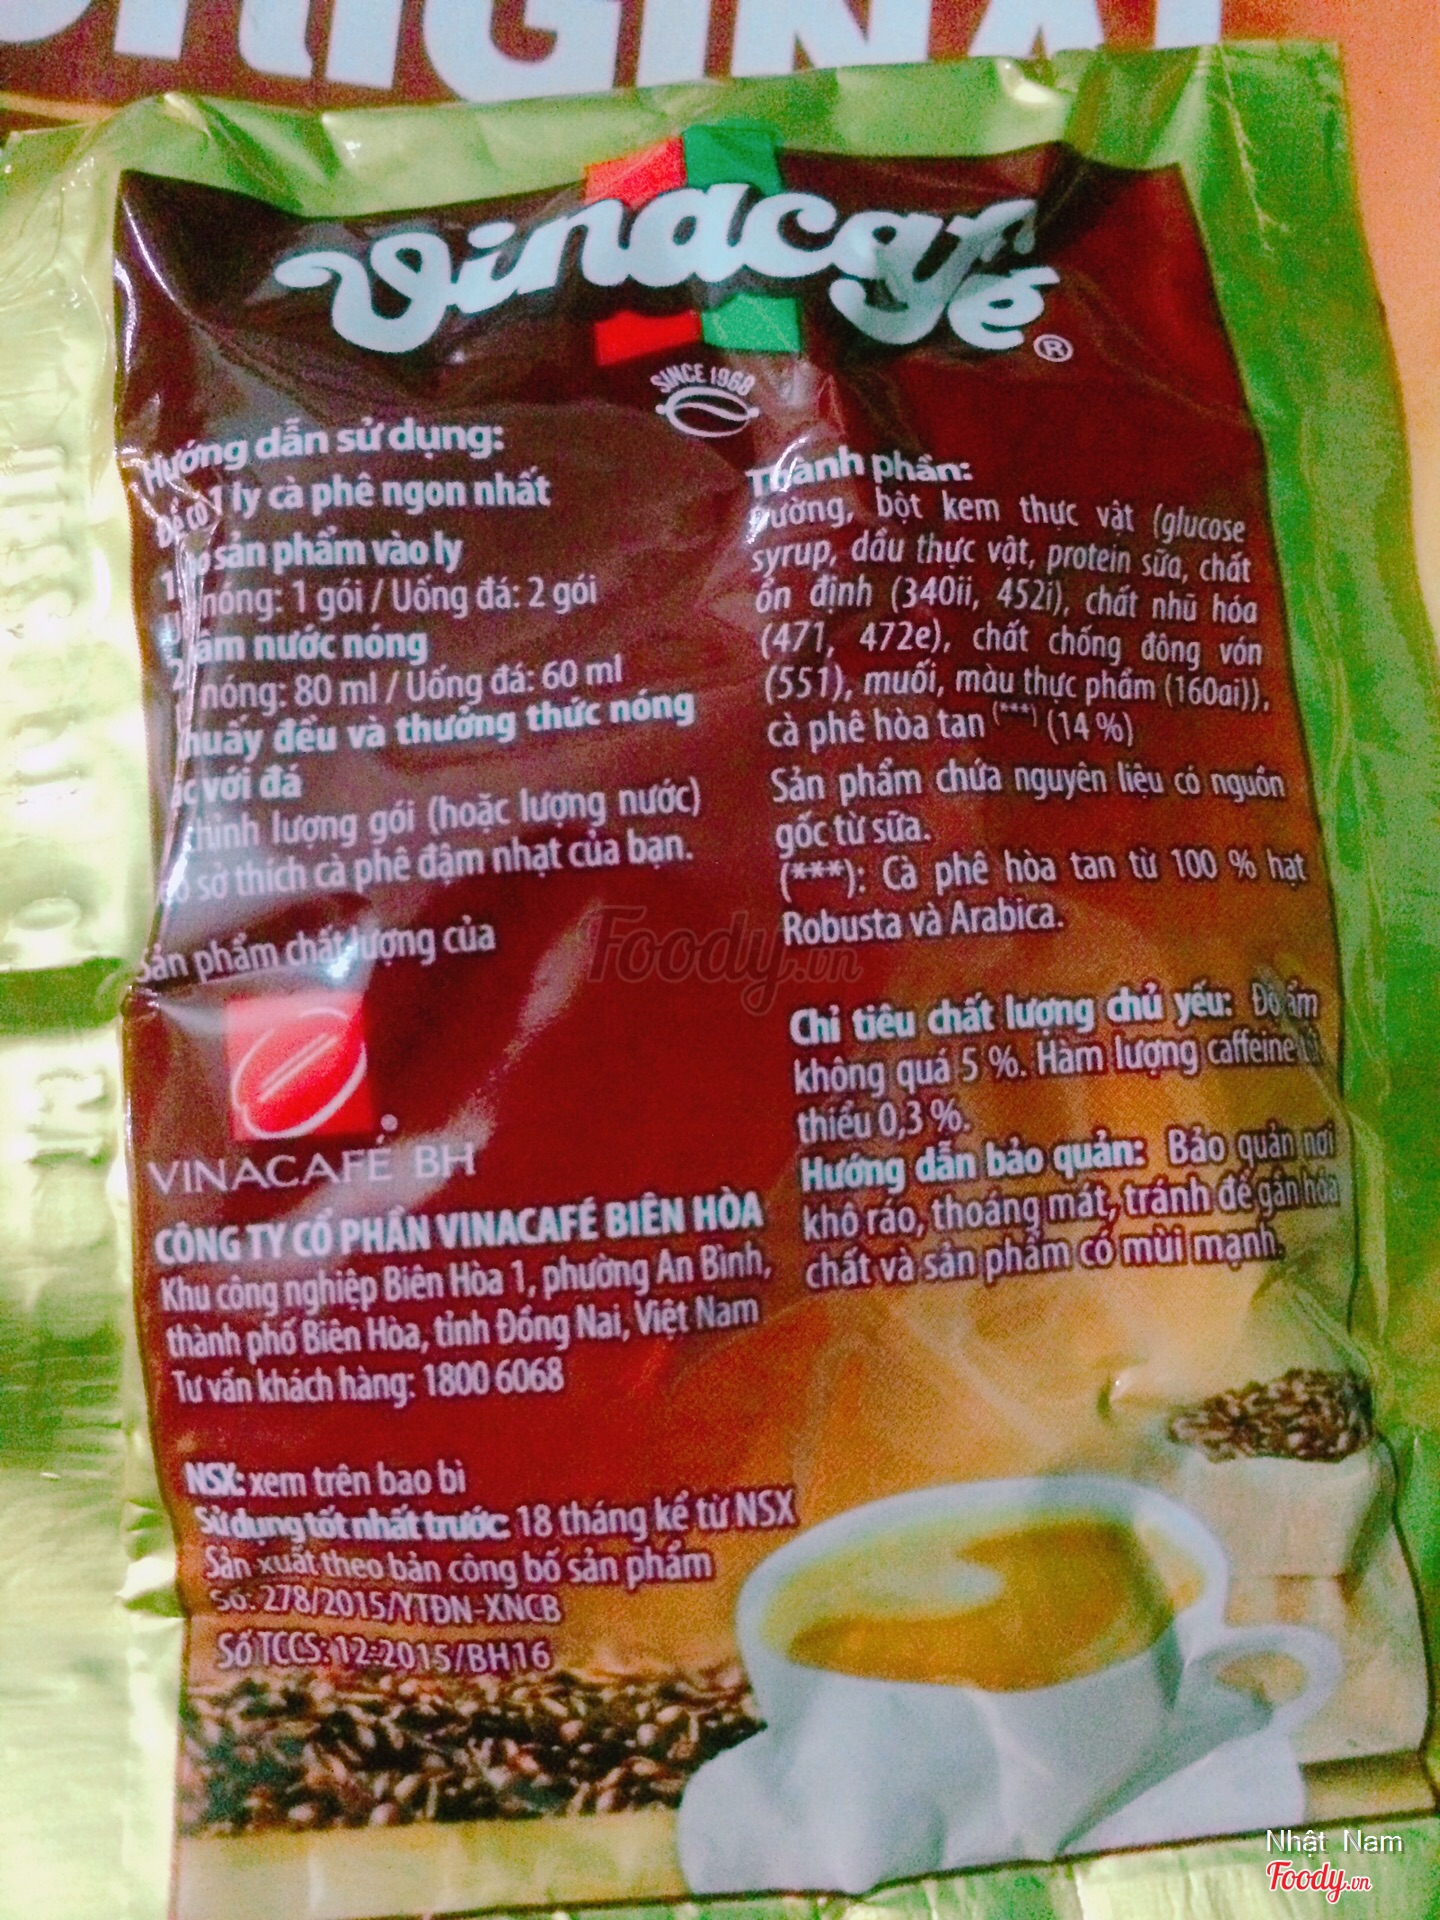 ORIGINAL
Vinacafé ®
SINCE 1968
Hướng dẫn sử dụng:
Để có 1 ly cà phê ngon nhất
sản phẩm vào ly
nóng: 1 gói / Uống đá: 2 gói
nước nóng
nóng: 80 ml / Uống đá: 60 ml
đều và thưởng thức nóng
với đá
lượng gói (hoặc lượng nước)
sở thích cà phê đậm nhạt của bạn.
Sản phẩm chất lượng của
VINACAFÉ BH
CÔNG TY CỔ PHẦN VINACAFÉ BIÊN HÒA
Khu công nghiệp Biên Hòa 1, phường An Bình,
thành phố Biên Hòa, tỉnh Đồng Nai, Việt Nam
Tư vấn khách hàng: 1800 6068
NSX: xem trên bao bì
Sử dụng tốt nhất trước: 18 tháng kể từ NSX
Sản xuất theo bản công bố sản phẩm
Số: 278/2015/YTĐN-XNCB
Số TCCS: 12-2015/BH16
Thành phần:
Đường, bột kem thực vật (glucose
syrup, dầu thực vật, protein sữa, chất
ổn định (340ii, 452i), chất nhũ hóa
(471, 472e), chất chống đông vón
(551), muối, màu thực phẩm (160ai)),
cà phê hòa tan (***) (14 %)
Sản phẩm chứa nguyên liệu có nguồn
gốc từ sữa.
(***): Cà phê hòa tan từ 100 % hạt
Robusta và Arabica.
Chỉ tiêu chất lượng chủ yếu: Độ ẩm
không quá 5 %. Hàm lượng caffeine tối
thiểu 0,3 %.
Hướng dẫn bảo quản: Bảo quản nơi
khô ráo, thoáng mát, tránh để gần hóa
chất và sản phẩm có mùi mạnh.
Foody.vn
Nhật Nam
Foody.vn